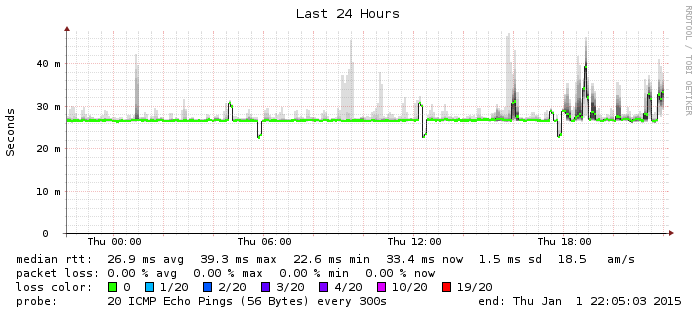 Last 24 Hours
RRDTOOL / TOBI OETIKER
Seconds
40 m
30 m
20 m
10 m
0
Thu 00:00 Thu 06:00 Thu 12:00 Thu 18:00
median rtt: 26.9 ms avg 39.3 ms max 22.6 ms min 33.4 ms now 1.5 ms sd 18.5 am/s
packet loss: 0.00 % avg 0.00 % max 0.00 % min 0.00 % now
loss color: 0 1/20 2/20 3/20 4/20 10/20 19/20
probe: 20 ICMP Echo Pings (56 Bytes) every 300s end: Thu Jan 1 22:05:03 2015